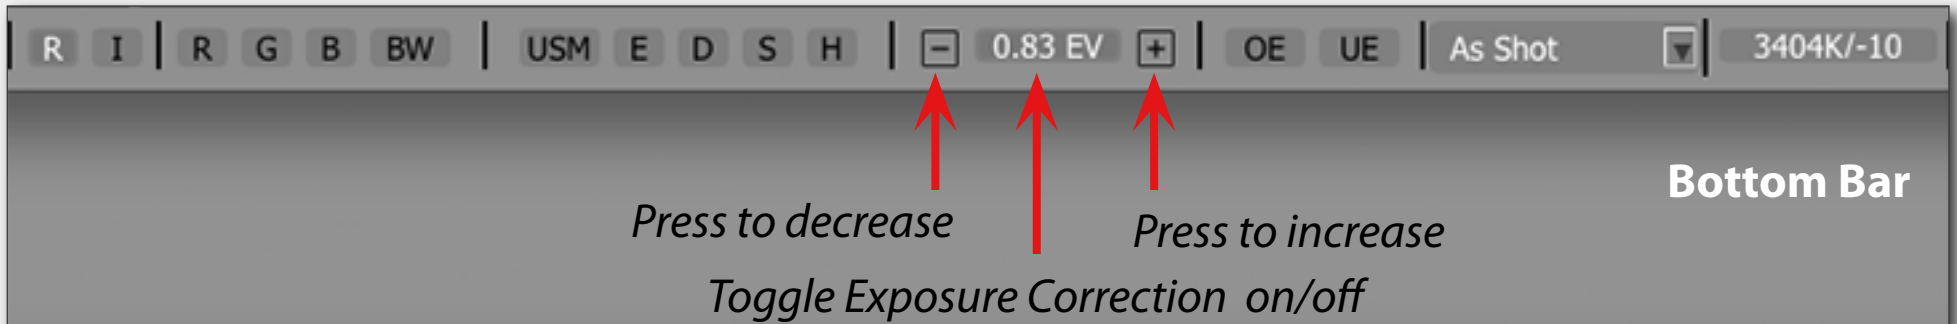 R I R G B BW USM E D S H − 0.83 EV + OE UE As Shot 3404K/-10
Bottom Bar
Press to decrease Press to increase
Toggle Exposure Correction on/off